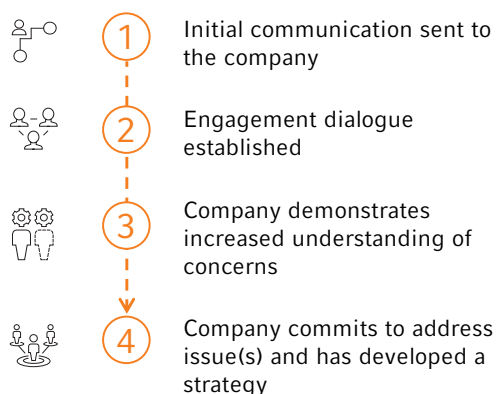 1
Initial communication sent to
the company
2
Engagement dialogue
established
3
Company demonstrates
increased understanding of
concerns
4
Company commits to address
issue(s) and has developed a
strategy